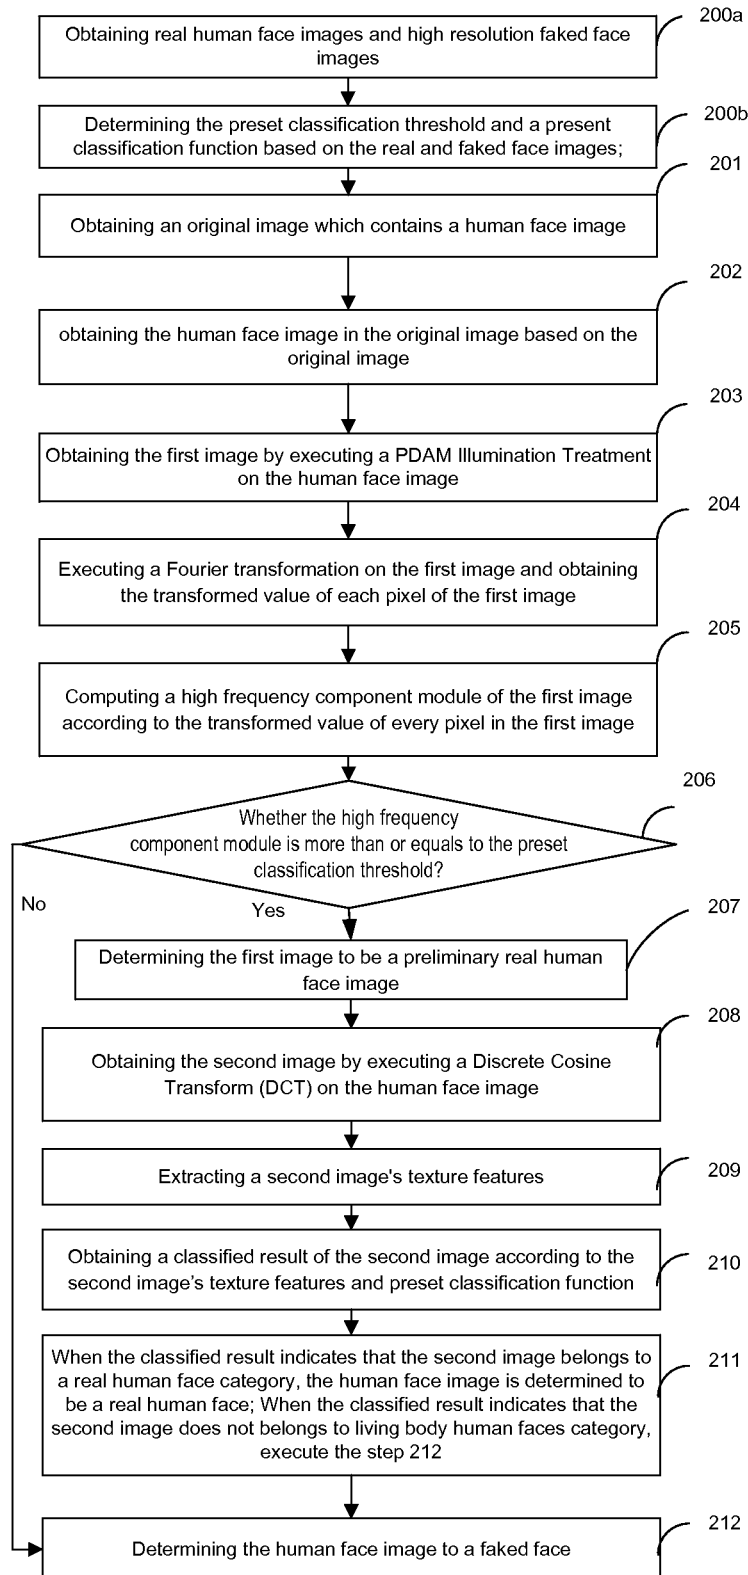 200a
Obtaining real human face images and high resolution faked face
images
200b
Determining the preset classification threshold and a present
classification function based on the real and faked face images;
201
Obtaining an original image which contains a human face image
202
obtaining the human face image in the original image based on the
original image
203
Obtaining the first image by executing a PDAM Illumination Treatment
on the human face image
204
Executing a Fourier transformation on the first image and obtaining
the transformed value of each pixel of the first image
205
Computing a high frequency component module of the first image
according to the transformed value of every pixel in the first image
206
Whether the high frequency
component module is more than or equals to the preset
classification threshold?
No
Yes
207
Determining the first image to be a preliminary real human
face image
208
Obtaining the second image by executing a Discrete Cosine
Transform (DCT) on the human face image
209
Extracting a second image's texture features
210
Obtaining a classified result of the second image according to the
second image's texture features and preset classification function
211
When the classified result indicates that the second image belongs to
a real human face category, the human face image is determined to
be a real human face; When the classified result indicates that the
second image does not belongs to living body human faces category,
execute the step 212
212
Determining the human face image to a faked face